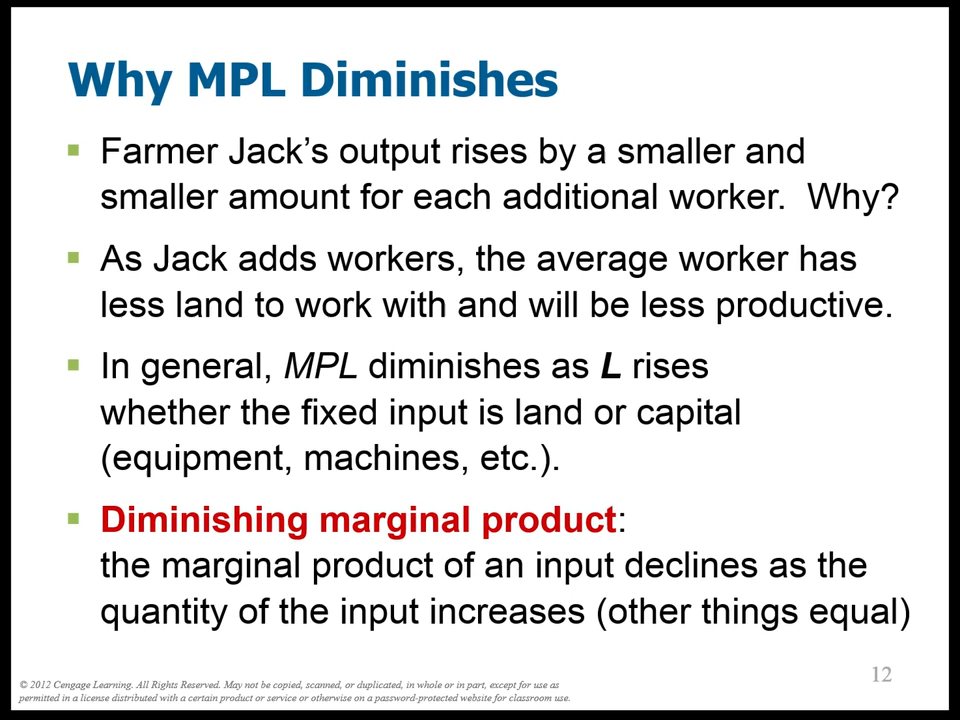 Why MPL Diminishes
▪ Farmer Jack’s output rises by a smaller and
smaller amount for each additional worker.  Why?
▪ As Jack adds workers, the average worker has
less land to work with and will be less productive.
▪ In general, MPL diminishes as L rises
whether the fixed input is land or capital
(equipment, machines, etc.).
▪ Diminishing marginal product:
the marginal product of an input declines as the
quantity of the input increases (other things equal)
© 2012 Cengage Learning. All Rights Reserved. May not be copied, scanned, or duplicated, in whole or in part, except for use as
permitted in a license distributed with a certain product or service or otherwise on a password-protected website for classroom use.
12